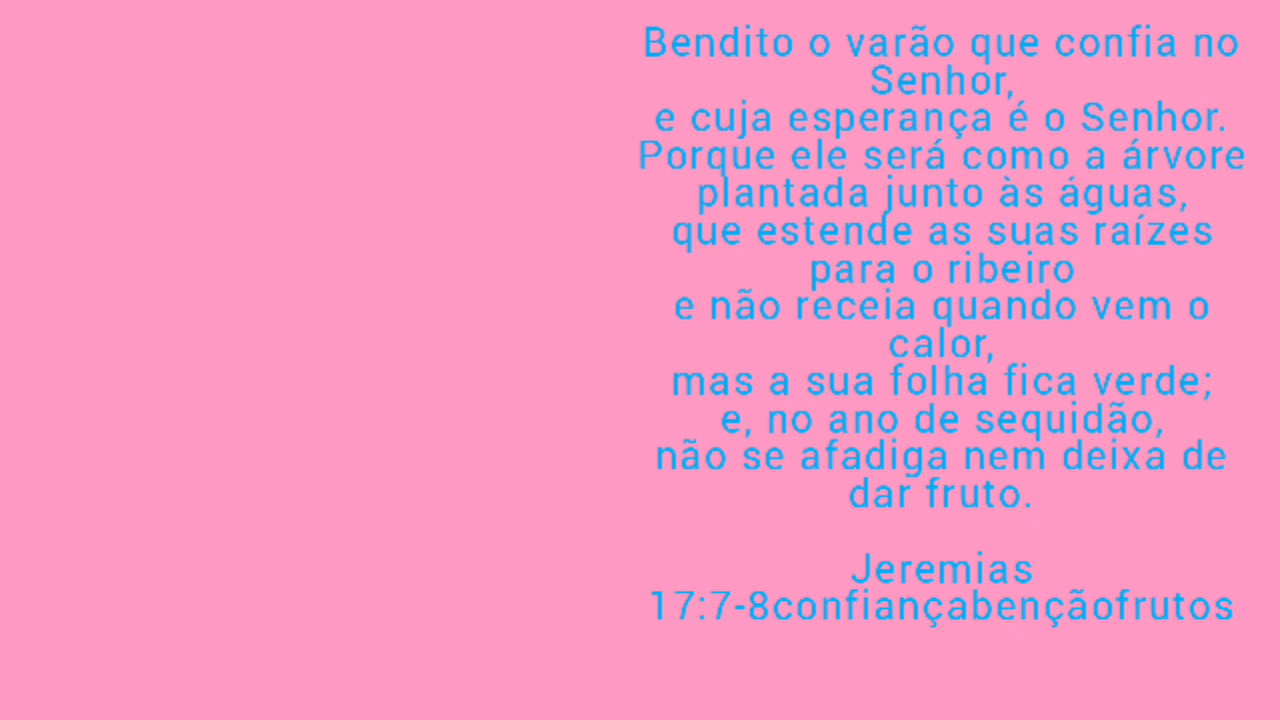 Bendito o varão que confia no
Senhor,
e cuja esperança é o Senhor.
Porque ele será como a árvore
plantada junto às águas,
que estende as suas raízes
para o ribeiro
e não receia quando vem o
calor,
mas a sua folha fica verde;
e, no ano de sequidão,
não se afadiga nem deixa de
dar fruto.
Jeremias
17:7-8confiançabençãofrutos